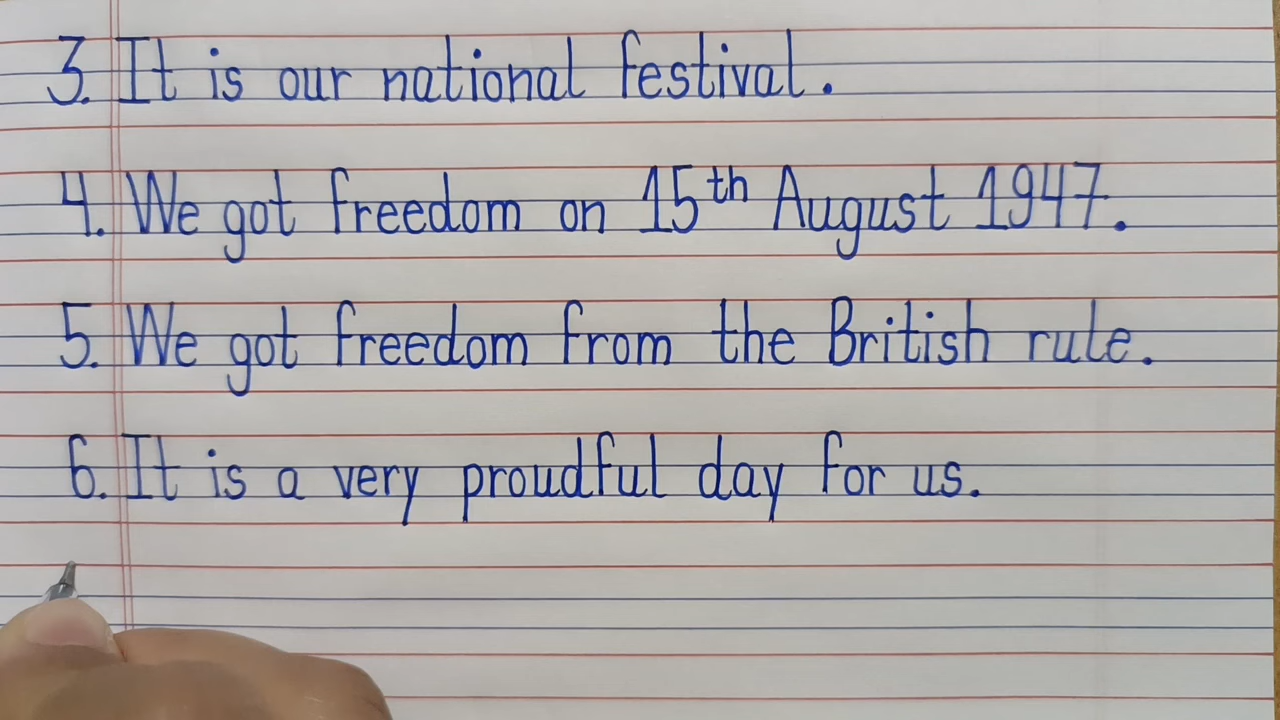 3. It is our national festival.
4. We got freedom on 15th August 1947.
5. We got freedom from the British rule.
6. It is a very proudful day for us.